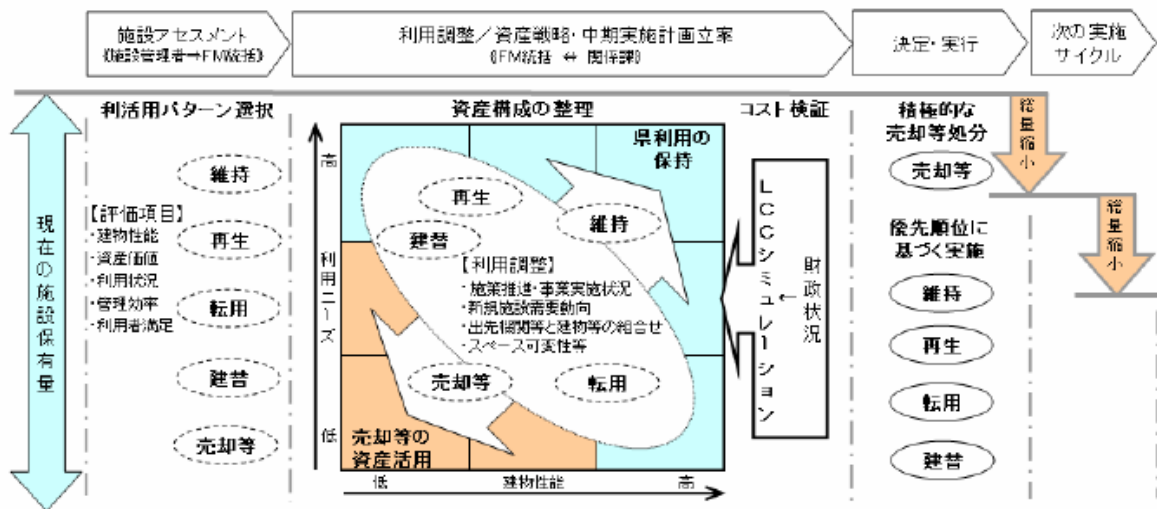 施設アセスメント
(施設管理者⇒FM統括)
利用調整／資産戦略・中期実施計画立案
(FM統括 ⇔ 関係課)
決定・実行
次の実施
サイクル
現在の施設保有量
利活用パターン選択
維持
【評価項目】
・建物性能
・資産価値
・利用状況
・管理効率
・利用者満足
再生
転用
建替
売却等
資産構成の整理
高
利用ニーズ
低
県利用の
保持
再生
建替
維持
【利用調整】
・施策推進・事業実施状況
・新規施設需要動向
・出先機関等と建物等の組合せ
・スペース可変性等
売却等
転用
売却等の
資産活用
低
建物性能
高
コスト検証
LCCシミュレーション
←
財政状況
積極的な
売却等処分
売却等
優先順位に
基づく実施
維持
再生
転用
建替
総量縮小
総量縮小